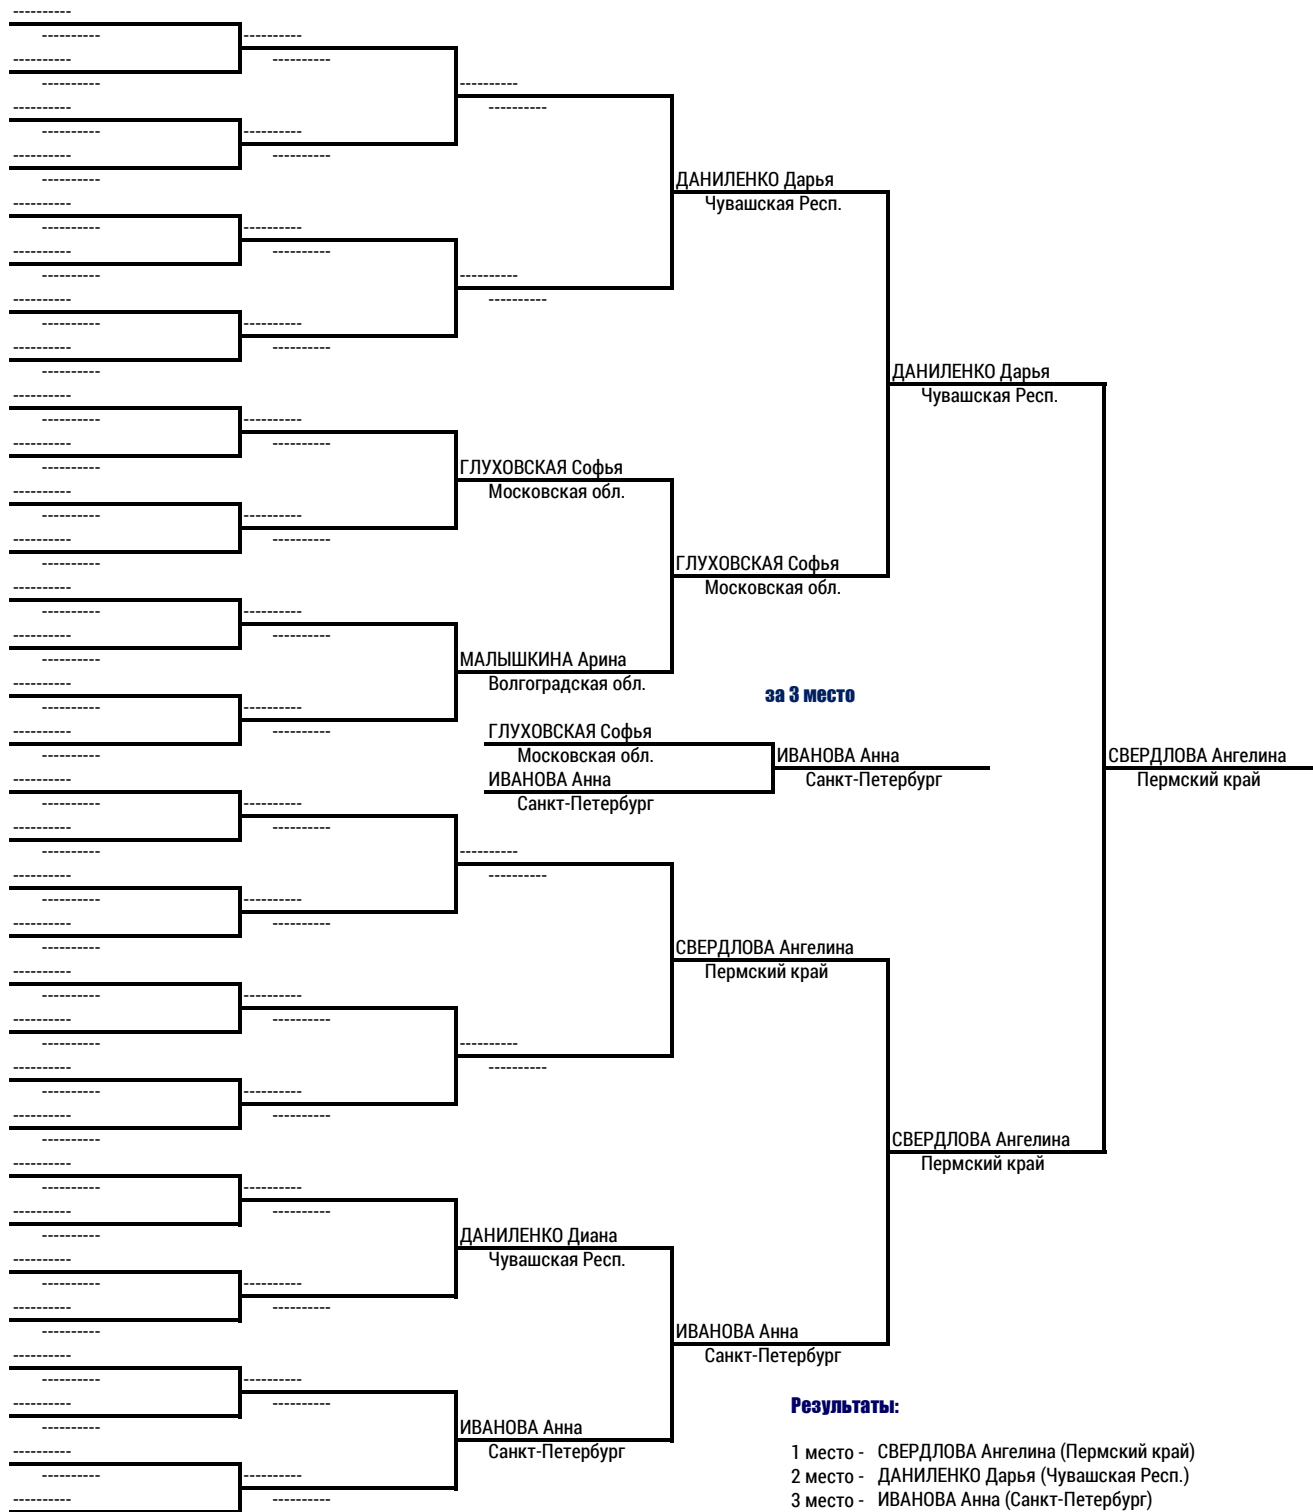 ДАНИЛЕНКО Дарья
Чувашская Респ.
ДАНИЛЕНКО Дарья
Чувашская Респ.
ГЛУХОВСКАЯ Софья
Московская обл.
ГЛУХОВСКАЯ Софья
Московская обл.
МАЛЫШКИНА Арина
Волгоградская обл.
за 3 место
ГЛУХОВСКАЯ Софья
Московская обл.
ИВАНОВА Анна
Санкт-Петербург
ИВАНОВА Анна
Санкт-Петербург
СВЕРДЛОВА Ангелина
Пермский край
СВЕРДЛОВА Ангелина
Пермский край
СВЕРДЛОВА Ангелина
Пермский край
ДАНИЛЕНКО Диана
Чувашская Респ.
ИВАНОВА Анна
Санкт-Петербург
ИВАНОВА Анна
Санкт-Петербург
Результаты:
1 место - СВЕРДЛОВА Ангелина (Пермский край)
2 место - ДАНИЛЕНКО Дарья (Чувашская Респ.)
3 место - ИВАНОВА Анна (Санкт-Петербург)